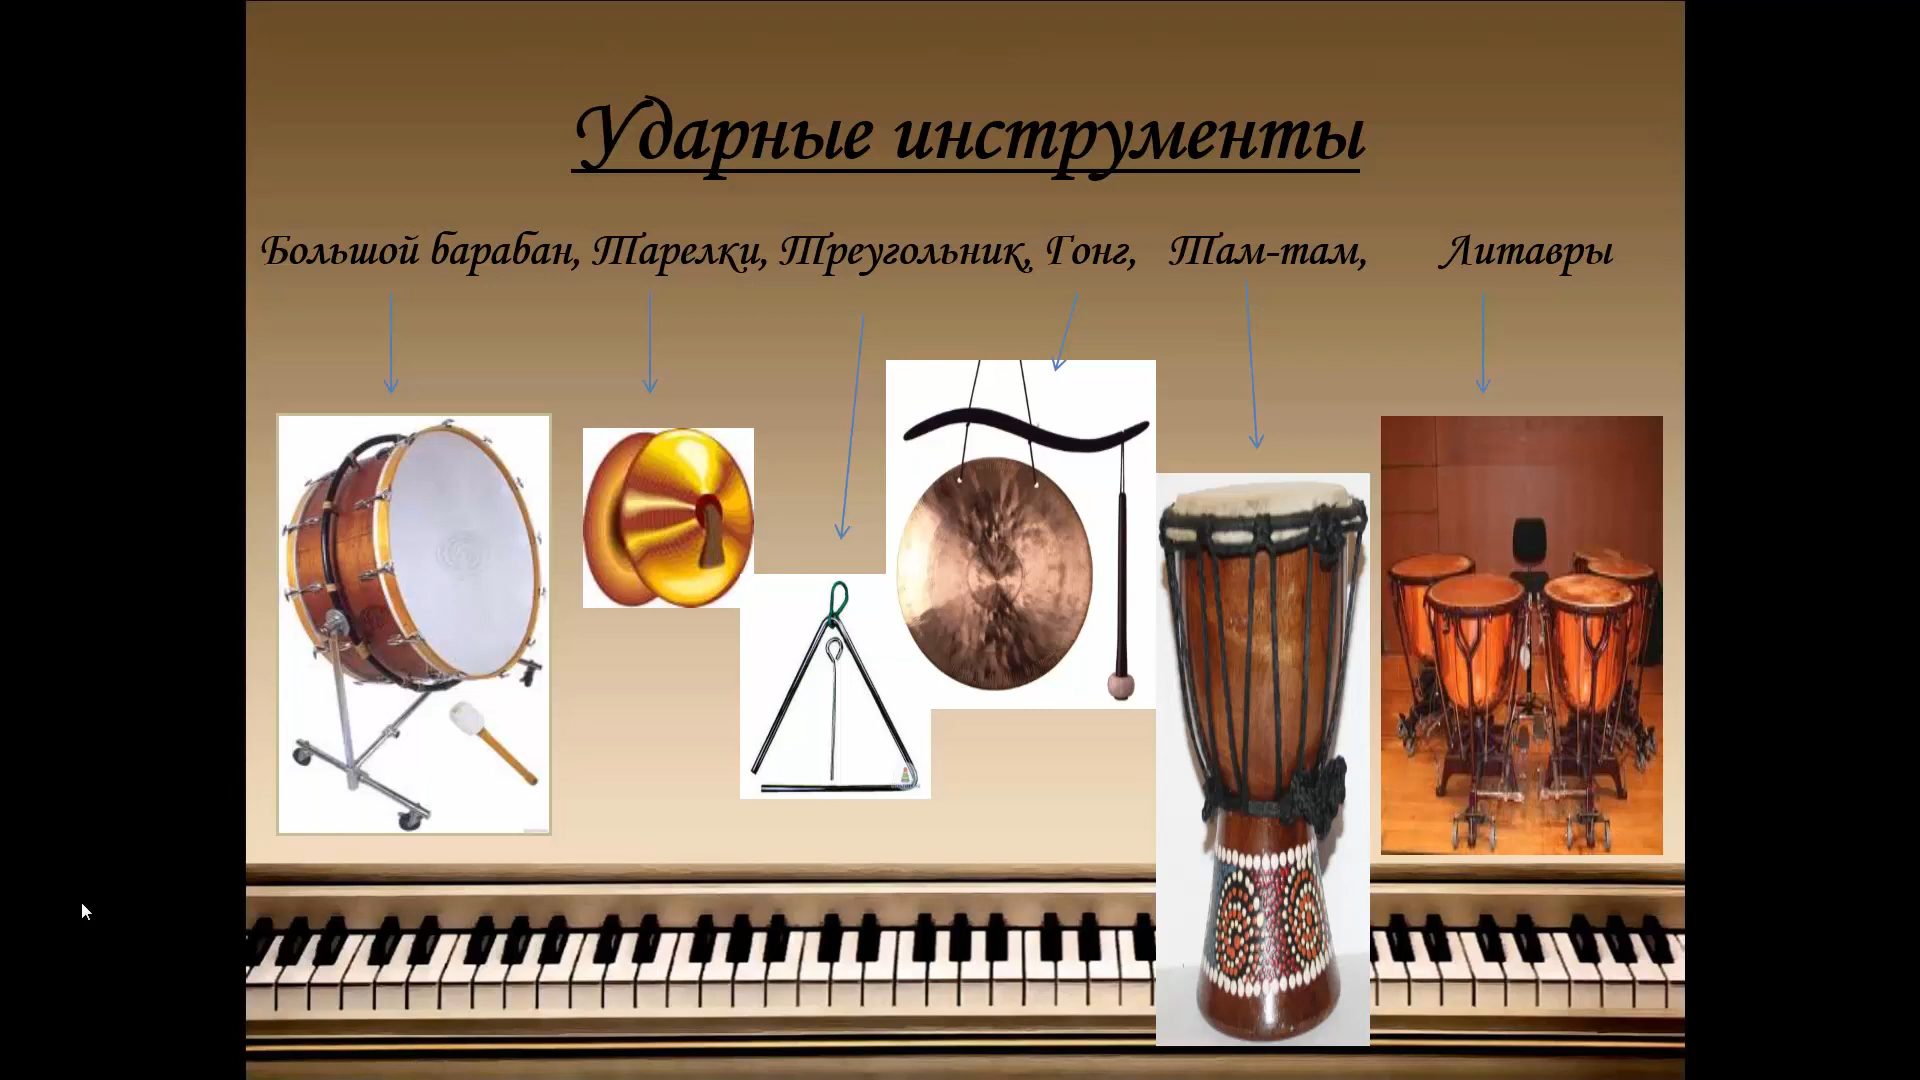 Ударные инструменты
Большой барабан, Тарелки, Треугольник, Гонг, Там-там, Литавры